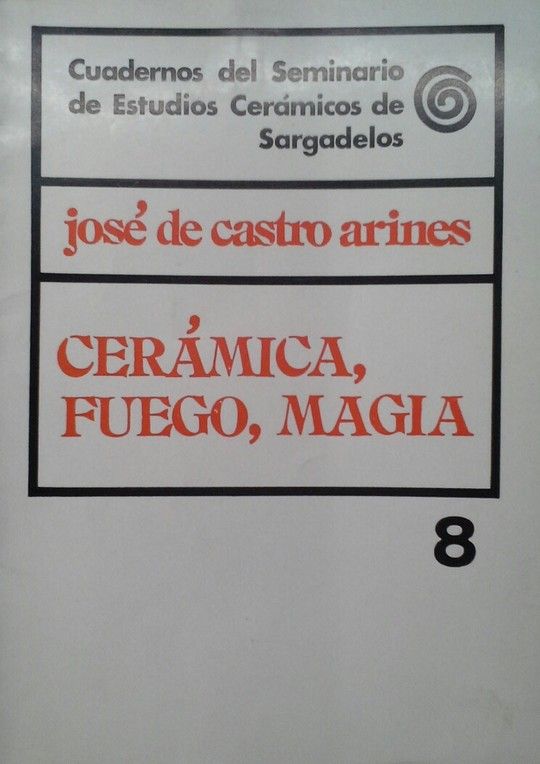 Cuadernos del Seminario
de Estudios Cerámicos de
Sargadelos
josé de castro arines
CERÁMICA,
FUEGO, MAGIA
8